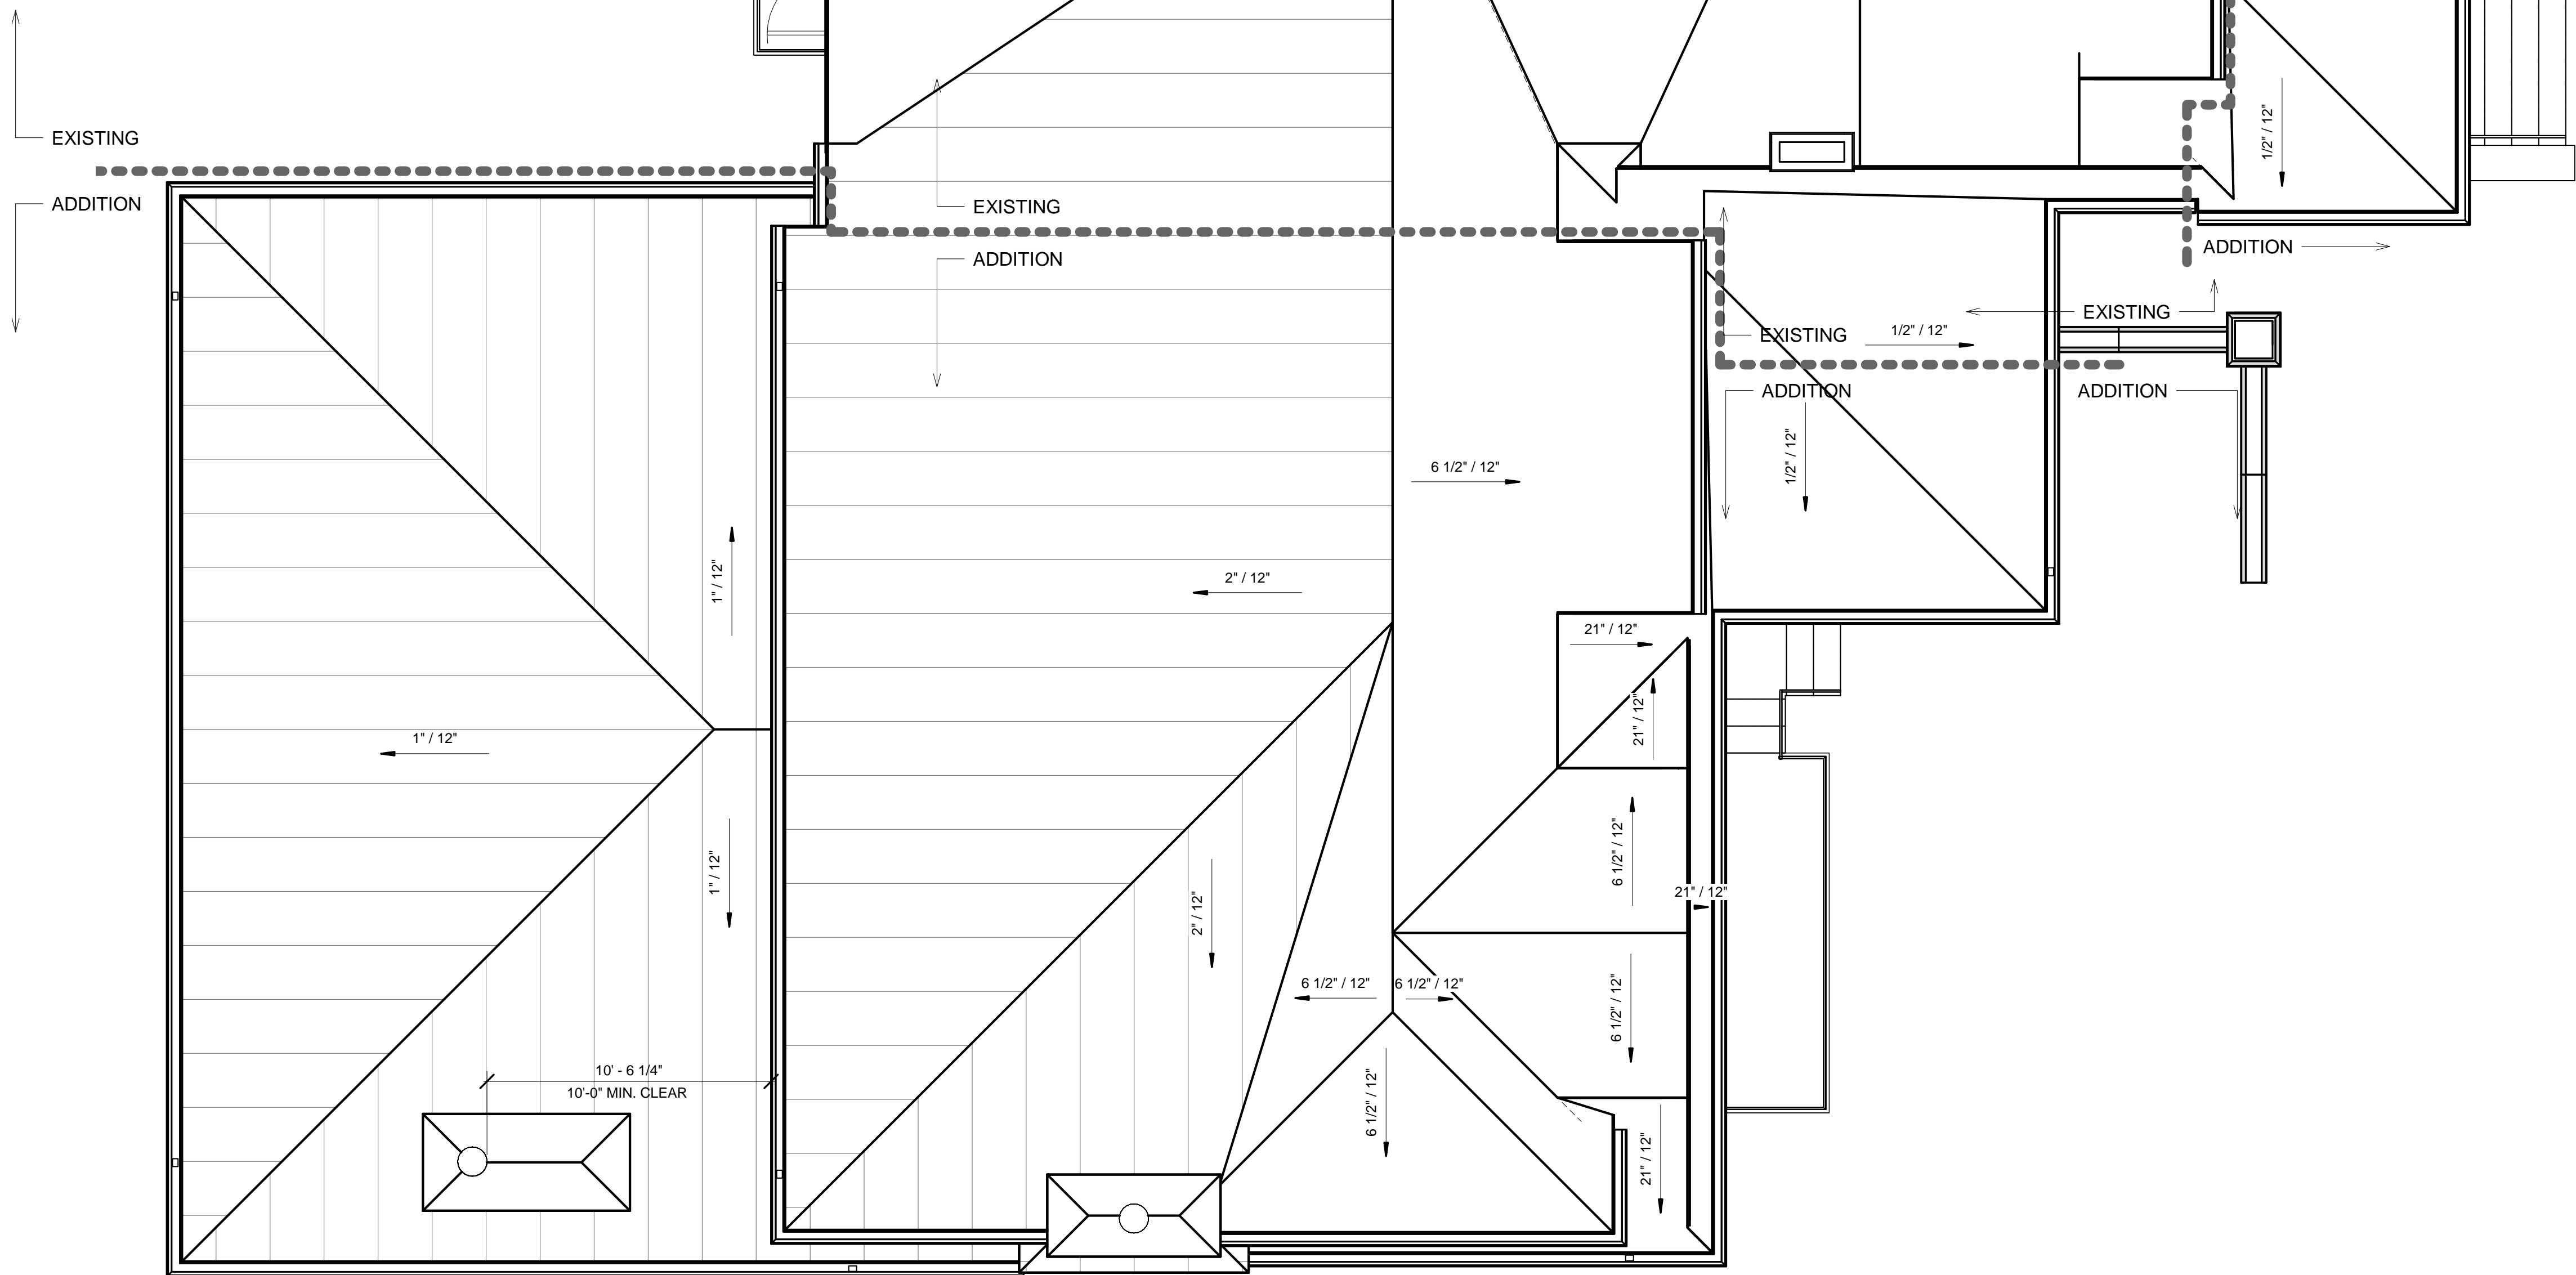 EXISTING
ADDITION
EXISTING
ADDITION
1/2" / 12"
ADDITION
EXISTING
EXISTING
1/2" / 12"
ADDITION
ADDITION
1/2" / 12"
6 1/2" / 12"
2" / 12"
1" / 12"
21" / 12"
21" / 12"
1" / 12"
1" / 12"
6 1/2" / 12"
21" / 12"
2" / 12"
6 1/2" / 12"
6 1/2" / 12"
6 1/2" / 12"
10' - 6 1/4"
10'-0" MIN. CLEAR
6 1/2" / 12"
21" / 12"